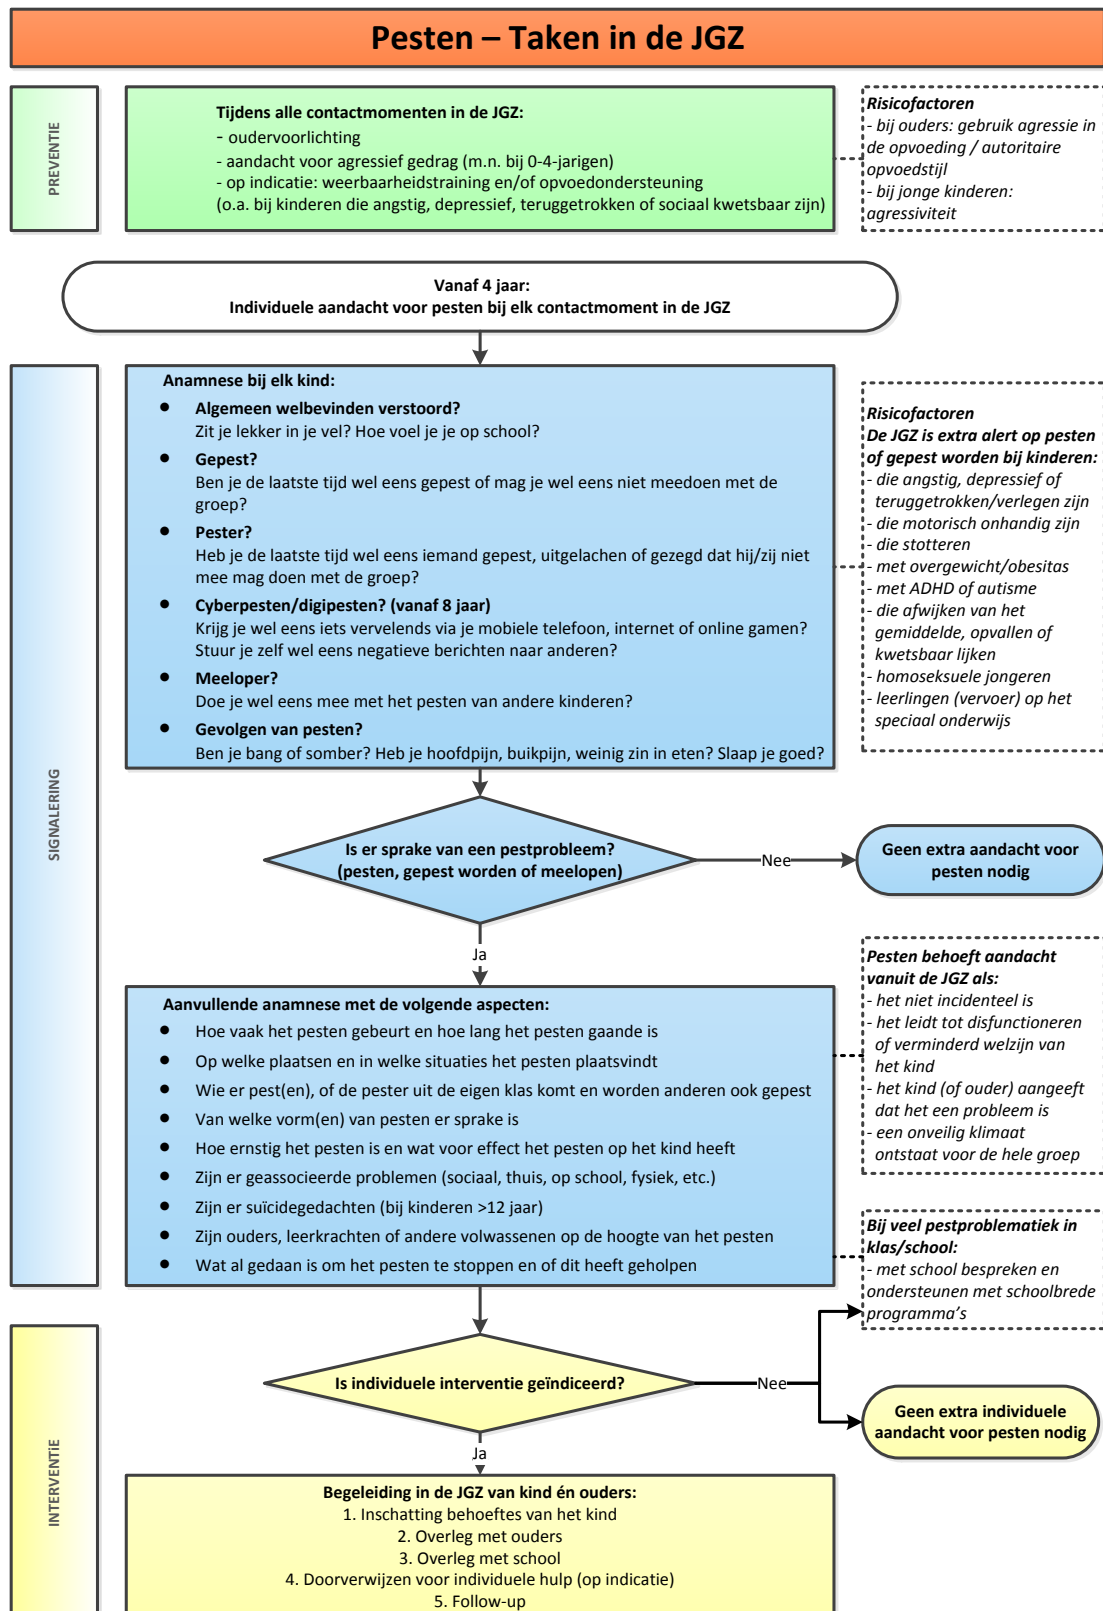 Pesten – Taken in de JGZ
PREVENTIE
Tijdens alle contactmomenten in de JGZ:
- oudervoorlichting
- aandacht voor agressief gedrag (m.n. bij 0-4-jarigen)
- op indicatie: weerbaarheidstraining en/of opvoedondersteuning
(o.a. bij kinderen die angstig, depressief, teruggetrokken of sociaal kwetsbaar zijn)
Risicofactoren
- bij ouders: gebruik agressie in
de opvoeding / autoritaire
opvoedstijl
- bij jonge kinderen:
agressiviteit
Vanaf 4 jaar:
Individuele aandacht voor pesten bij elk contactmoment in de JGZ
SIGNALERING
Anamnese bij elk kind:
● Algemeen welbevinden verstoord?
Zit je lekker in je vel? Hoe voel je je op school?
● Gepest?
Ben je de laatste tijd wel eens gepest of mag je wel eens niet meedoen met de
groep?
● Pester?
Heb je de laatste tijd wel eens iemand gepest, uitgelachen of gezegd dat hij/zij niet
mee mag doen met de groep?
● Cyberpesten/digipesten? (vanaf 8 jaar)
Krijg je wel eens iets vervelends via je mobiele telefoon, internet of online gamen?
Stuur je zelf wel eens negatieve berichten naar anderen?
● Meeloper?
Doe je wel eens mee met het pesten van andere kinderen?
● Gevolgen van pesten?
Ben je bang of somber? Heb je hoofdpijn, buikpijn, weinig zin in eten? Slaap je goed?
Risicofactoren
De JGZ is extra alert op pesten
of gepest worden bij kinderen:
- die angstig, depressief of
teruggetrokken/verlegen zijn
- die motorisch onhandig zijn
- die stotteren
- met overgewicht/obesitas
- met ADHD of autisme
- die afwijken van het
gemiddelde, opvallen of
kwetsbaar lijken
- homoseksuele jongeren
- leerlingen (vervoer) op het
speciaal onderwijs
Is er sprake van een pestprobleem?
(pesten, gepest worden of meelopen)
Nee
Geen extra aandacht voor
pesten nodig
Ja
Aanvullende anamnese met de volgende aspecten:
● Hoe vaak het pesten gebeurt en hoe lang het pesten gaande is
● Op welke plaatsen en in welke situaties het pesten plaatsvindt
● Wie er pest(en), of de pester uit de eigen klas komt en worden anderen ook gepest
● Van welke vorm(en) van pesten er sprake is
● Hoe ernstig het pesten is en wat voor effect het pesten op het kind heeft
● Zijn er geassocieerde problemen (sociaal, thuis, op school, fysiek, etc.)
● Zijn er suïcidegedachten (bij kinderen >12 jaar)
● Zijn ouders, leerkrachten of andere volwassenen op de hoogte van het pesten
● Wat al gedaan is om het pesten te stoppen en of dit heeft geholpen
Pesten behoeft aandacht
vanuit de JGZ als:
- het niet incidenteel is
- het leidt tot disfunctioneren
of verminderd welzijn van
het kind
- het kind (of ouder) aangeeft
dat het een probleem is
- een onveilig klimaat
ontstaat voor de hele groep
Bij veel pestproblematiek in
klas/school:
- met school bespreken en
ondersteunen met schoolbrede
programma's
INTERVENTIE
Is individuele interventie geïndiceerd?
Nee
Geen extra individuele
aandacht voor pesten nodig
Ja
Begeleiding in de JGZ van kind én ouders:
1. Inschatting behoeftes van het kind
2. Overleg met ouders
3. Overleg met school
4. Doorverwijzen voor individuele hulp (op indicatie)
5. Follow-up